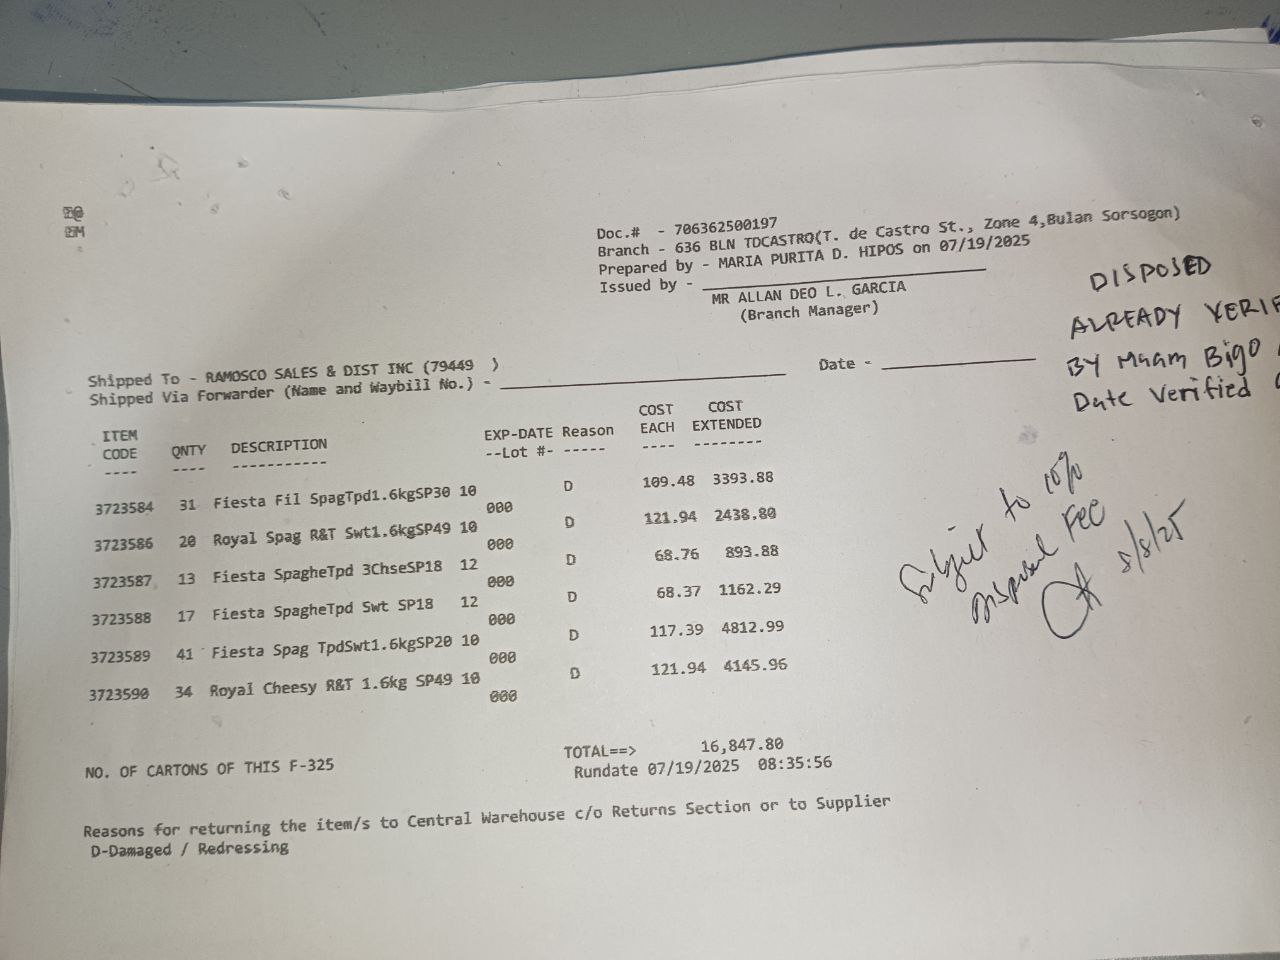 Doc.# - 706362500197
Branch - 636 BLN TDCASTRO(T. de Castro St., Zone 4,Bulan Sorsogon)
Prepared by - MARIA PURITA D. HIPOS on 07/19/2025
Issued by - ____________________
MR ALLAN DEO L. GARCIA
(Branch Manager)
DISPOSED
ALREADY VERIF
BY Maam Bigo
Date Verified
Shipped To - RAMOSCO SALES & DIST INC (79449 )
Shipped Via Forwarder (Name and Waybill No.) - ____________________ Date - ____________________
ITEM CODE QNTY DESCRIPTION EXP-DATE --Lot #- Reason COST EACH COST EXTENDED
---- ---- ----------- ----- ---- --------
3723584 31 Fiesta Fil SpagTpd1.6kgSP30 10 000 D 109.48 3393.88
3723586 20 Royal Spag R&T Swt1.6kgSP49 10 000 D 121.94 2438.80
3723587 13 Fiesta SpagheTpd 3ChseSP18 12 000 D 68.76 893.88
3723588 17 Fiesta SpagheTpd Swt SP18 12 000 D 68.37 1162.29
3723589 41 Fiesta Spag TpdSwt1.6kgSP20 10 000 D 117.39 4812.99
3723590 34 Royal Cheesy R&T 1.6kg SP49 10 000 D 121.94 4145.96
Subject to 10%
Disposal Fee
8/8/25
NO. OF CARTONS OF THIS F-325 TOTAL==> 16,847.80
Rundate 07/19/2025 08:35:56
Reasons for returning the item/s to Central Warehouse c/o Returns Section or to Supplier
D-Damaged / Redressing